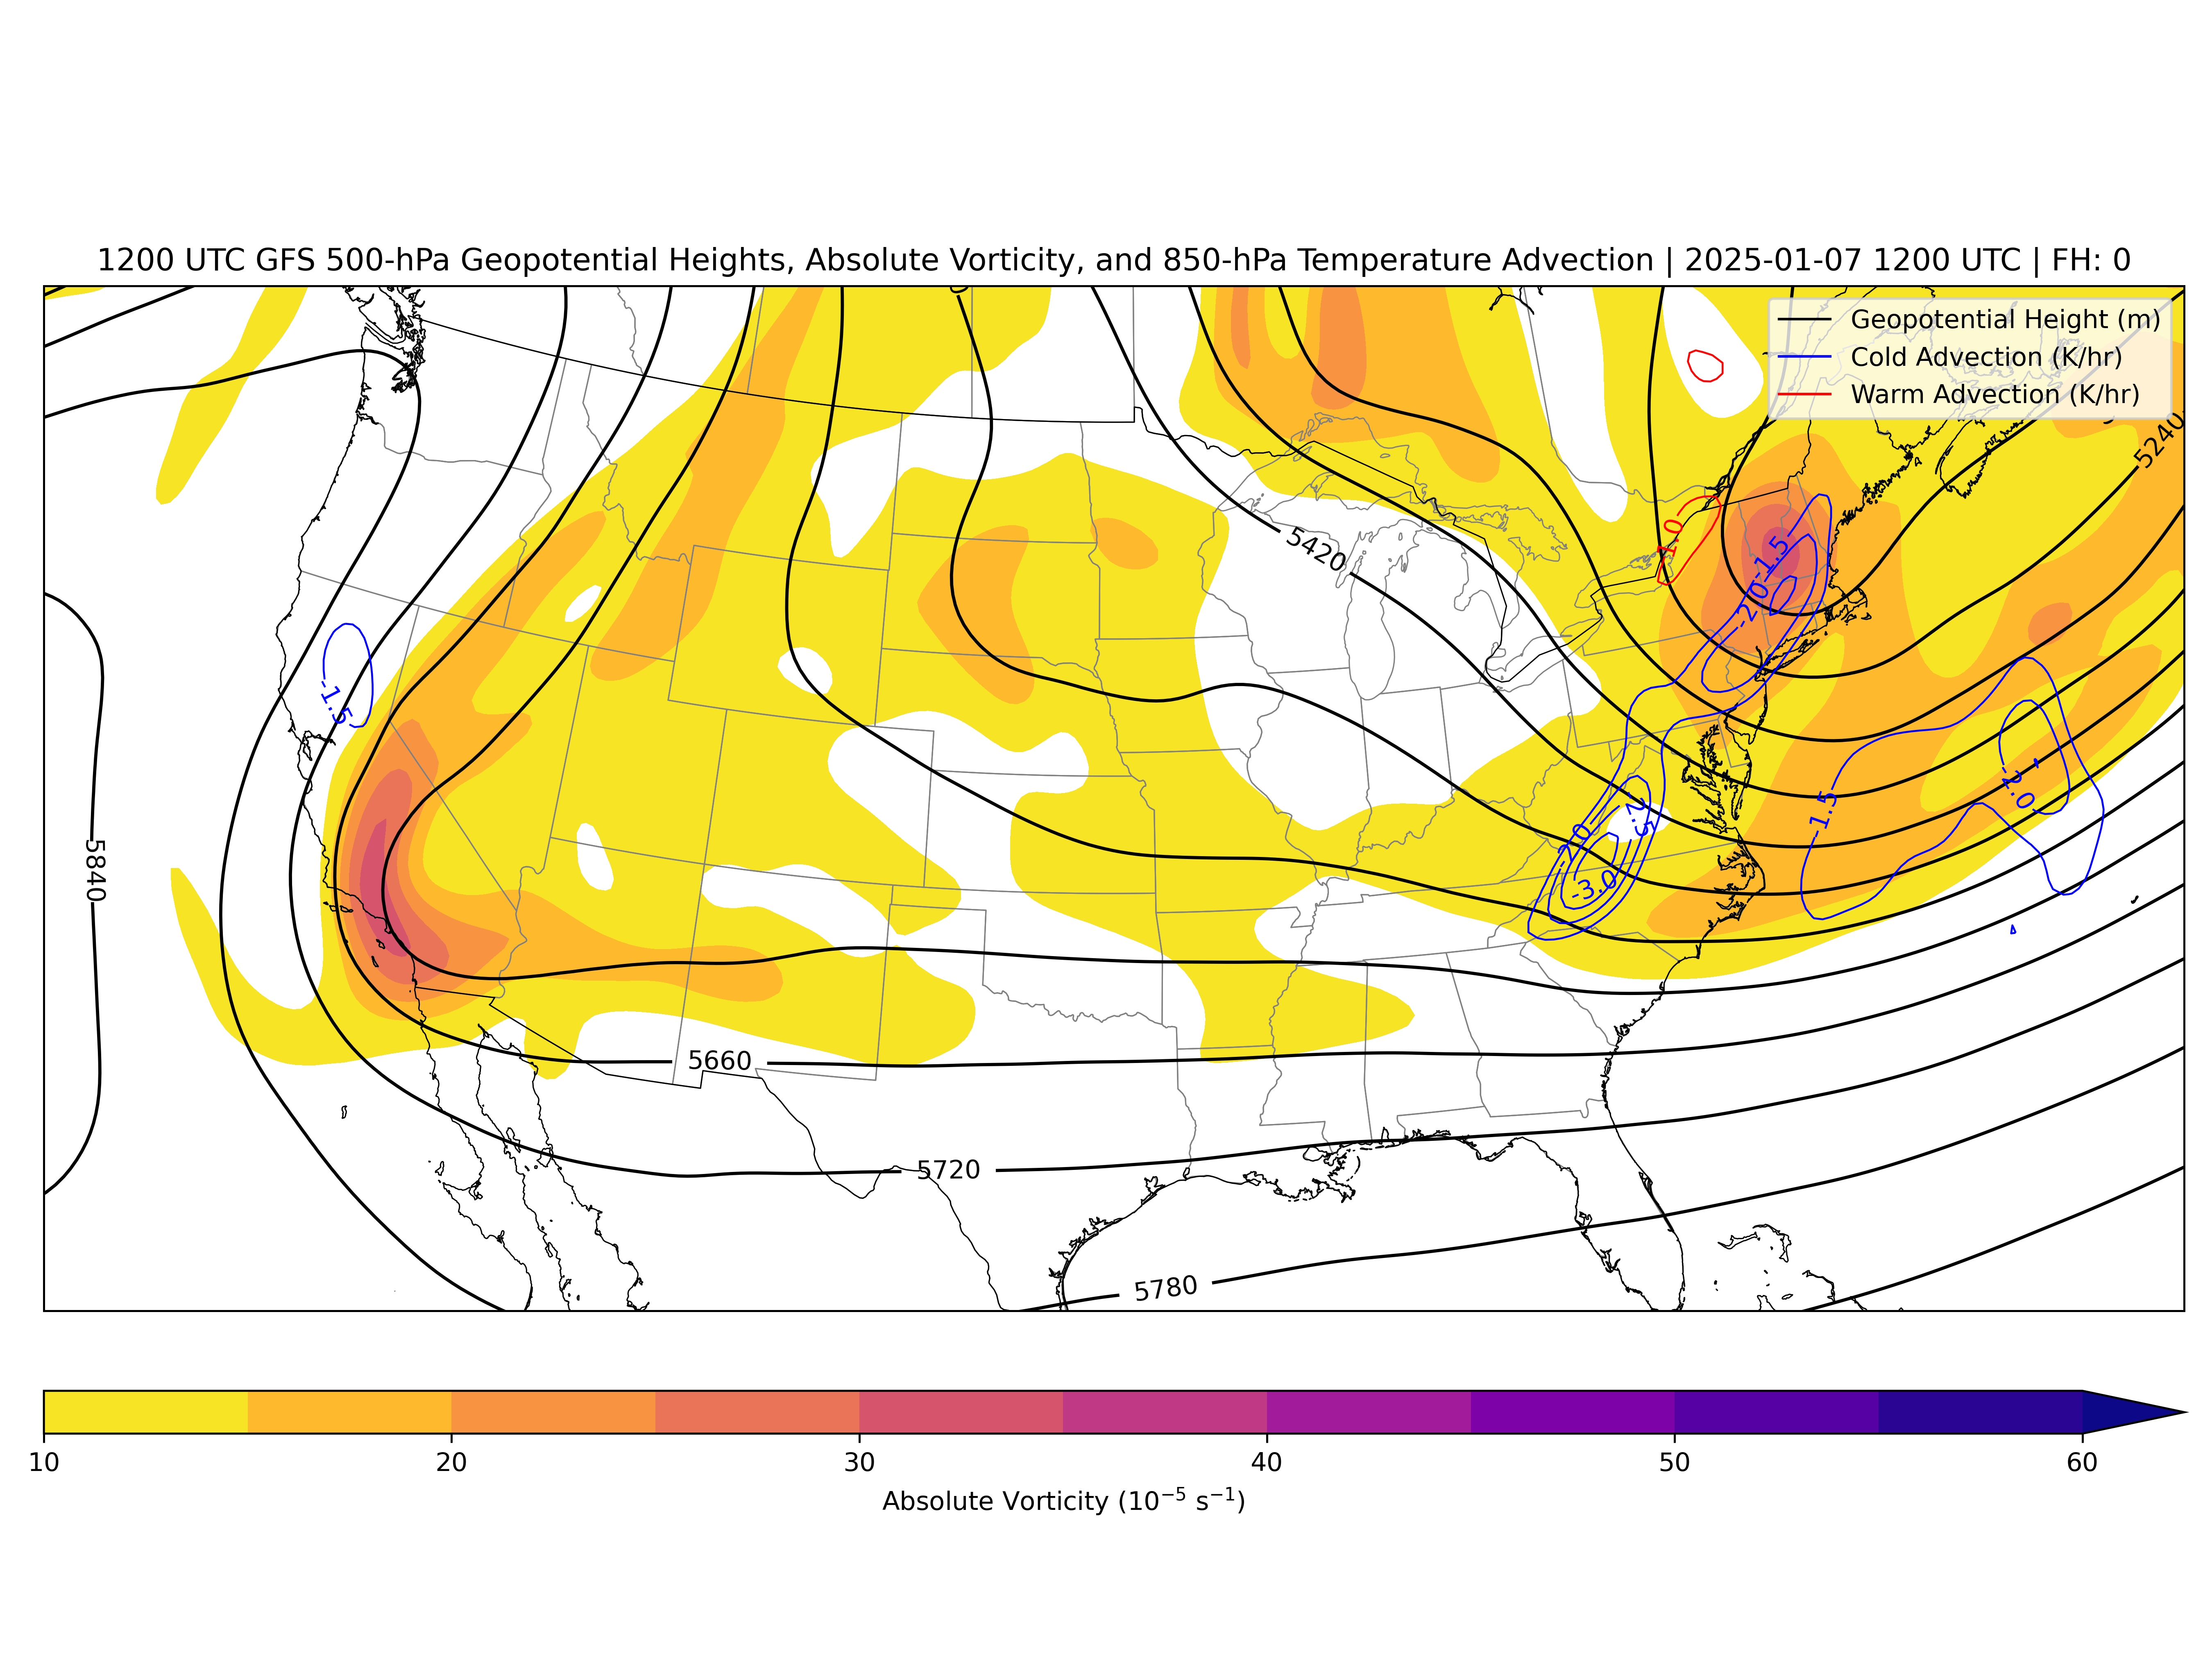 1200 UTC GFS 500-hPa Geopotential Heights, Absolute Vorticity, and 850-hPa Temperature Advection | 2025-01-07 1200 UTC | FH: 0
Geopotential Height (m)
Cold Advection (K/hr)
Warm Advection (K/hr)
5240
1.0
5420
-1.5
-2.0
-1.5
-2.0
-1.5
-2.5
-2.0
-3.0
5840
5660
5720
5780
10 20 30 40 50 60
Absolute Vorticity (10⁻⁵ s⁻¹)